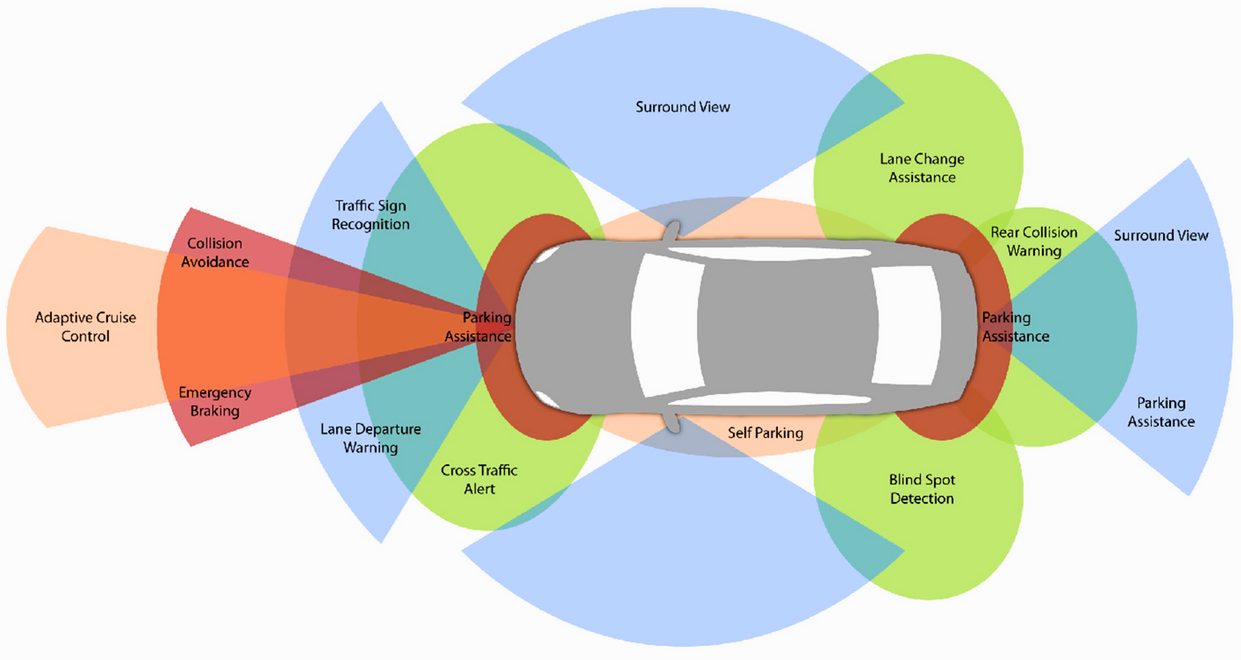 Surround View
Lane Change
Assistance
Traffic Sign
Recognition
Collision
Avoidance
Rear Collision
Warning
Surround View
Adaptive Cruise
Control
Parking
Assistance
Parking
Assistance
Emergency
Braking
Lane Departure
Warning
Self Parking
Parking
Assistance
Cross Traffic
Alert
Blind Spot
Detection